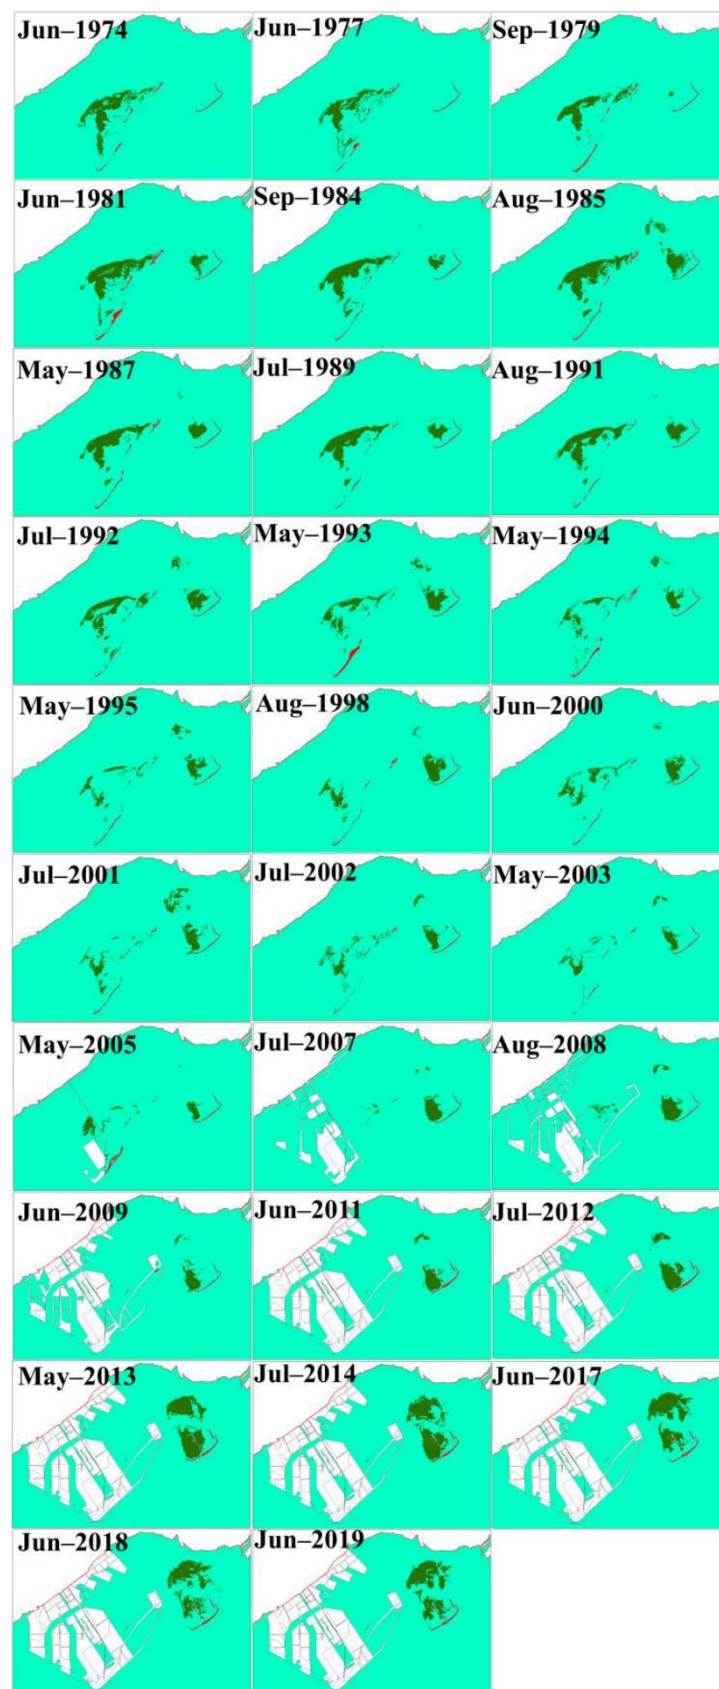 Jun–1974 Jun–1977 Sep–1979
Jun–1981 Sep–1984 Aug–1985
May–1987 Jul–1989 Aug–1991
Jul–1992 May–1993 May–1994
May–1995 Aug–1998 Jun–2000
Jul–2001 Jul–2002 May–2003
May–2005 Jul–2007 Aug–2008
Jun–2009 Jun–2011 Jul–2012
May–2013 Jul–2014 Jun–2017
Jun–2018 Jun–2019